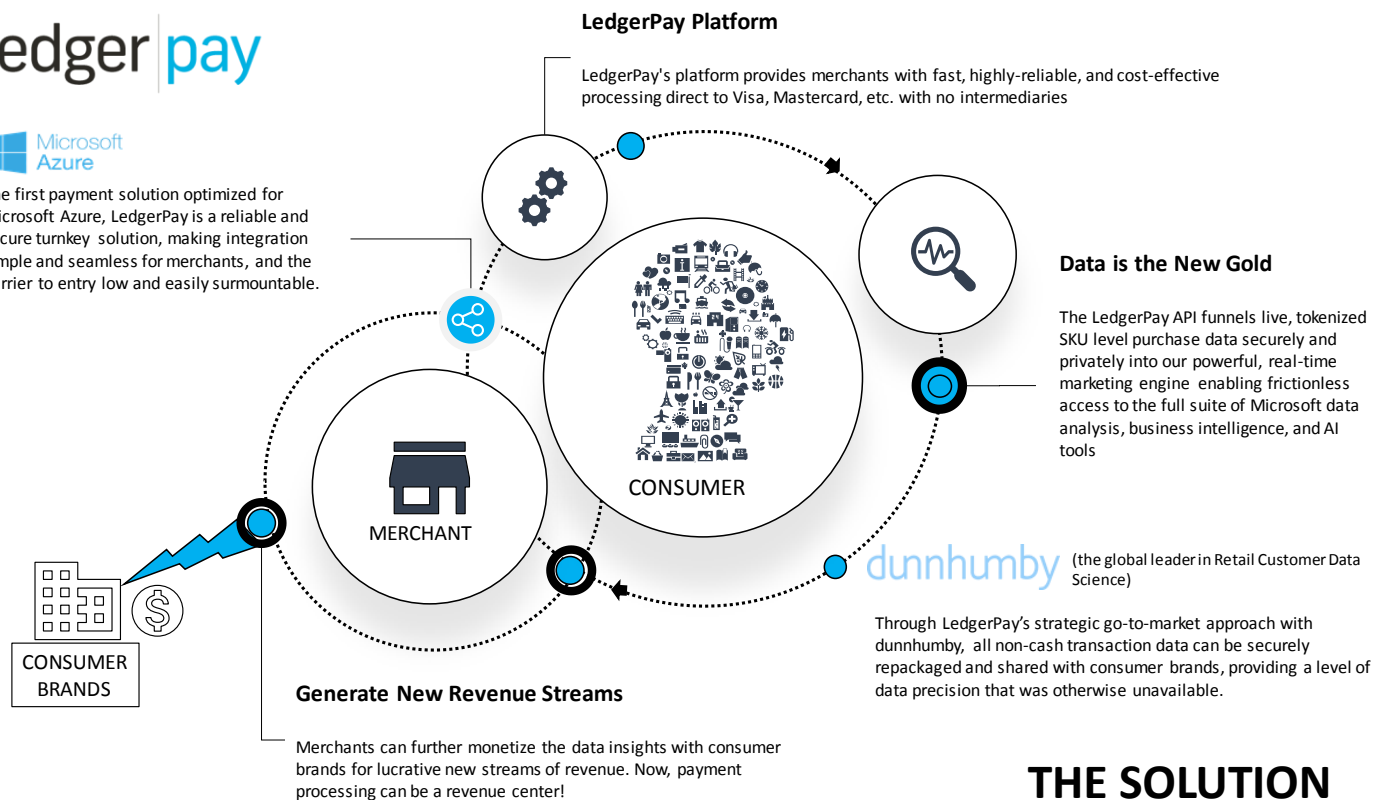 LedgerPay Platform
LedgerPay's platform provides merchants with fast, highly-reliable, and cost-effective
processing direct to Visa, Mastercard, etc. with no intermediaries
edger pay
Microsoft
Azure
e first payment solution optimized for
icrosoft Azure, LedgerPay is a reliable and
cure turnkey solution, making integration
mple and seamless for merchants, and the
rrier to entry low and easily surmountable.
Data is the New Gold
The LedgerPay API funnels live, tokenized
SKU level purchase data securely and
privately into our powerful, real-time
marketing engine enabling frictionless
access to the full suite of Microsoft data
analysis, business intelligence, and AI
tools
CONSUMER
MERCHANT
dunnhumby (the global leader in Retail Customer Data
Science)
Through LedgerPay’s strategic go-to-market approach with
dunnhumby, all non-cash transaction data can be securely
repackaged and shared with consumer brands, providing a level of
data precision that was otherwise unavailable.
$
CONSUMER
BRANDS
Generate New Revenue Streams
Merchants can further monetize the data insights with consumer
brands for lucrative new streams of revenue. Now, payment
processing can be a revenue center!
THE SOLUTION